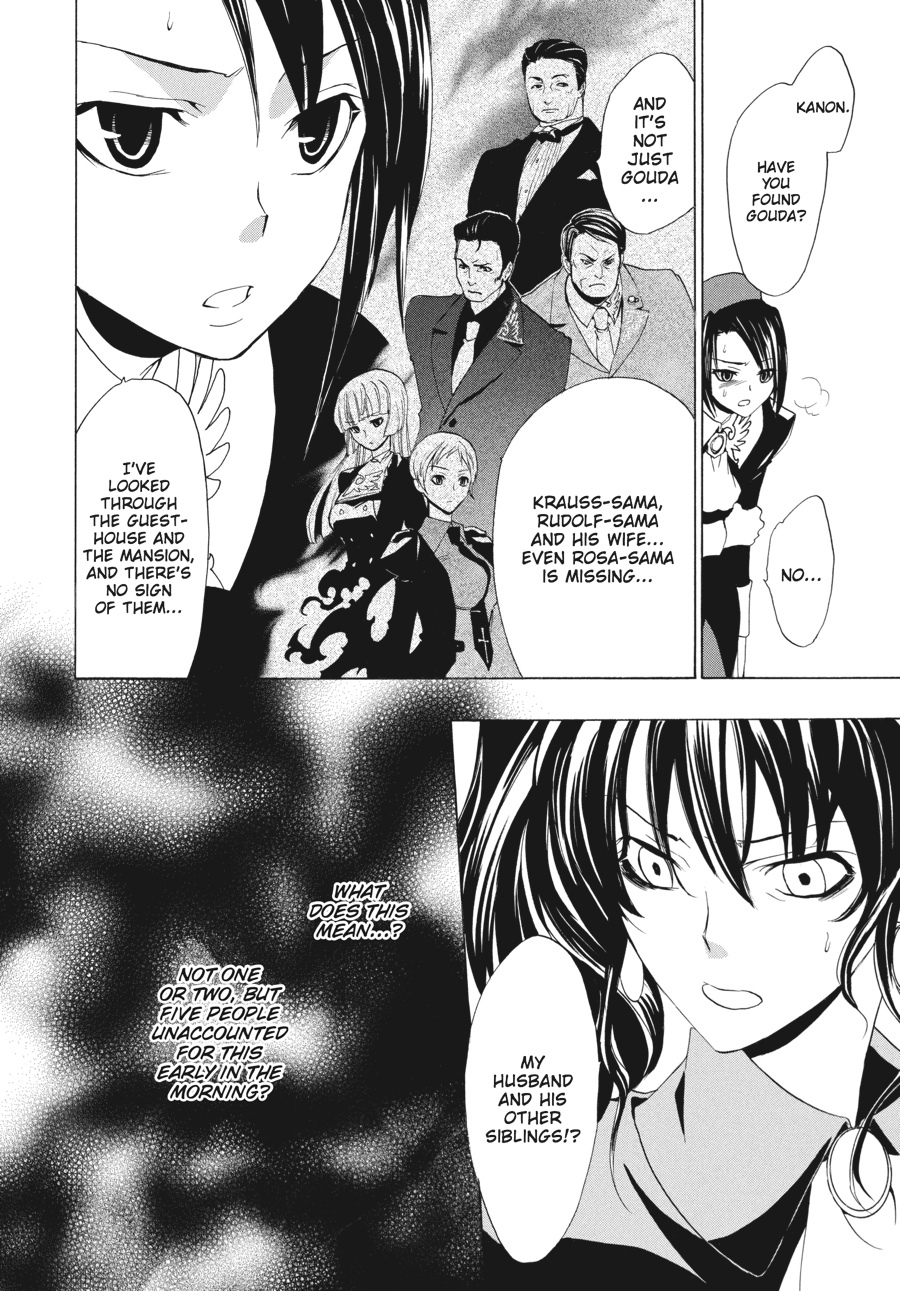 KANON.
HAVE
YOU
FOUND
GOUDA?
NO...
AND
IT'S
NOT
JUST
GOUDA
...
KRAUSS-SAMA,
RUDOLF-SAMA
AND HIS WIFE...
EVEN ROSA-SAMA
IS MISSING...
I'VE
LOOKED
THROUGH
THE GUEST-
HOUSE AND
THE MANSION,
AND THERE'S
NO SIGN
OF THEM...
MY
HUSBAND
AND HIS
OTHER
SIBLINGS!?
WHAT
DOES THIS
MEAN...?
NOT ONE
OR TWO, BUT
FIVE PEOPLE
UNACCOUNTED
FOR THIS
EARLY IN THE
MORNING?